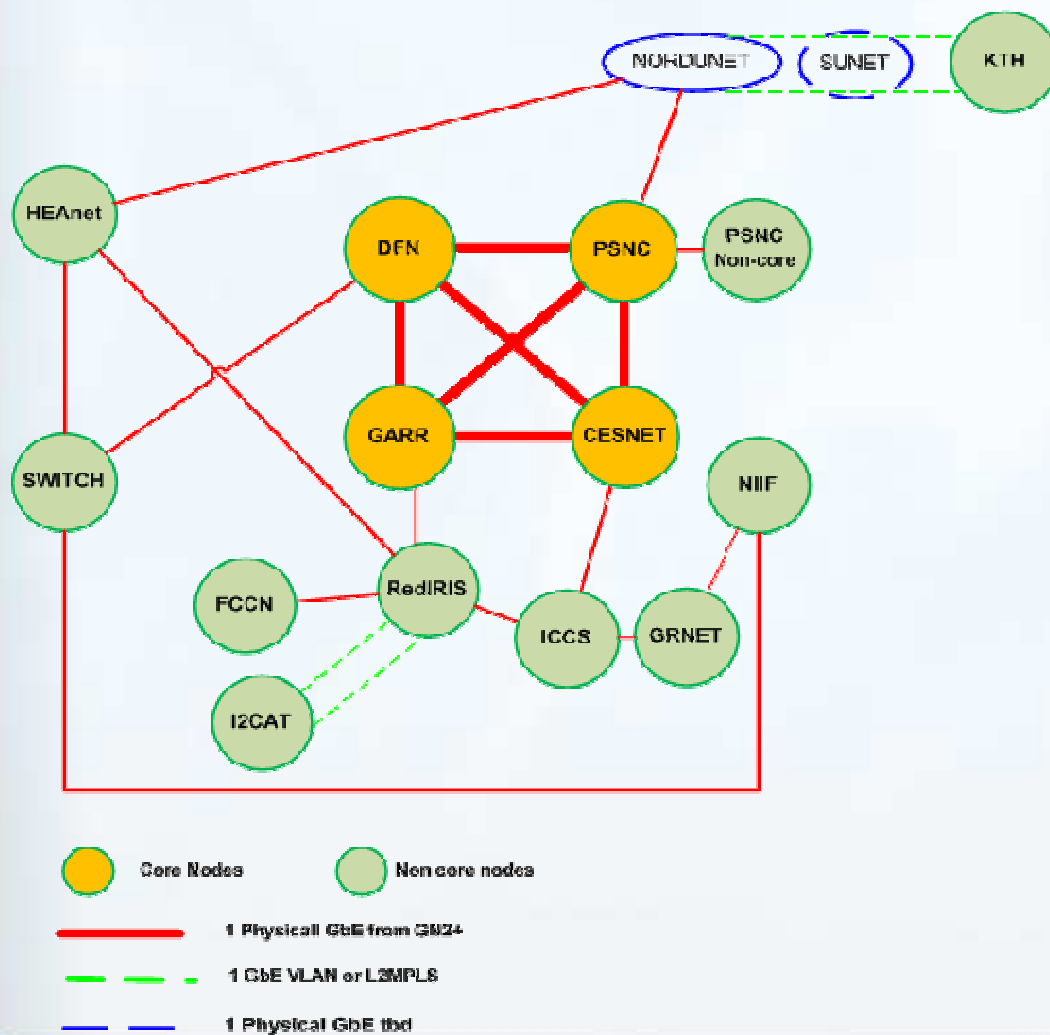 NORDUNET
SUNET
KTH
HEAnet
DFN
PSNC
PSNC
Non-core
GARR
CESNET
SWITCH
NIIF
RedIRIS
FCCN
ICCS
GRNET
I2CAT
Core Nodes
Non core nodes
1 Physicall GbE from GN2+
1 GbE VLAN or L2MPLS
1 Physical GbE tbd